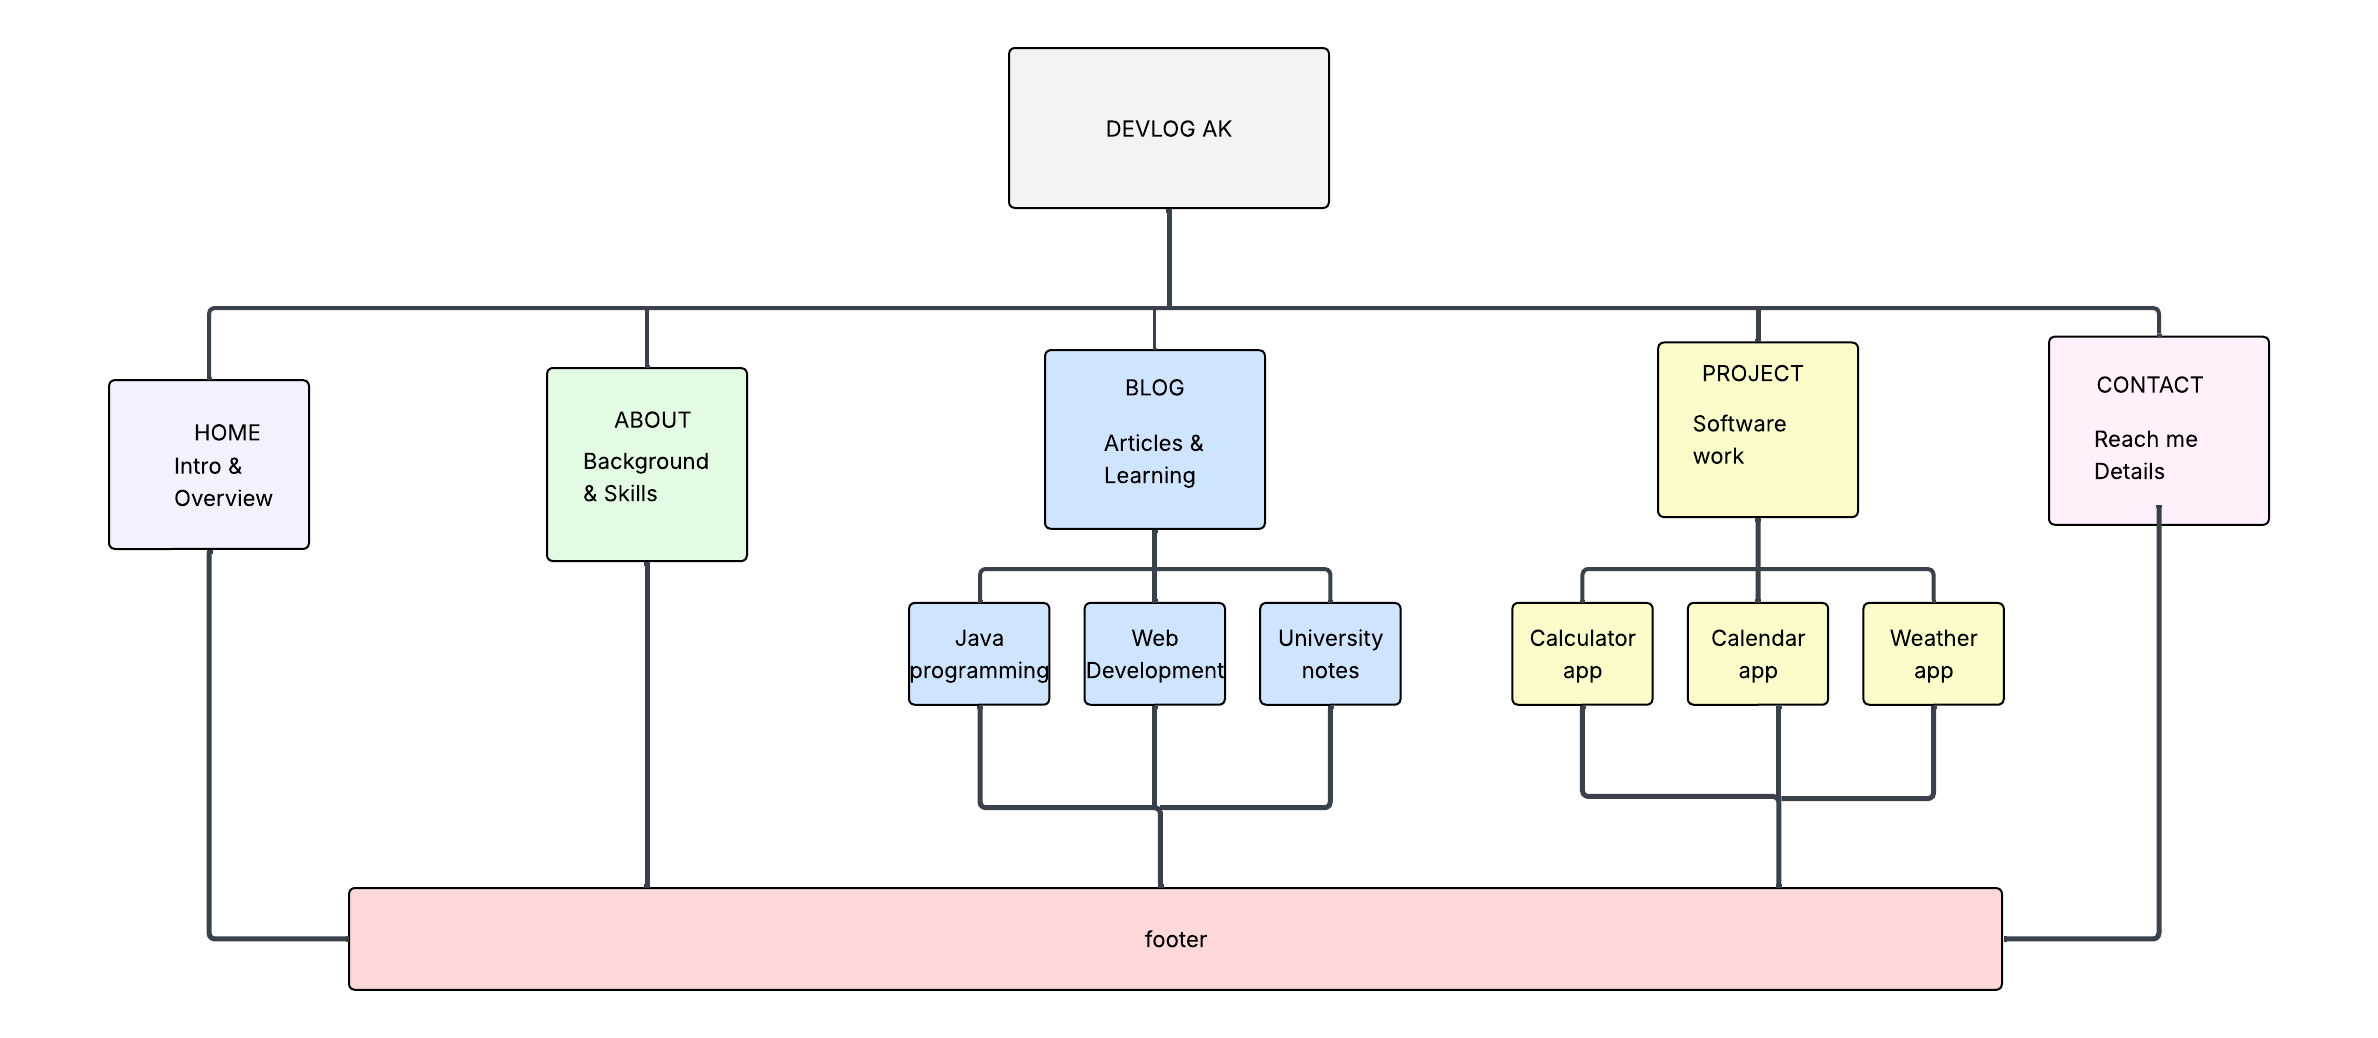 DEVLOG AK
HOME
Intro &
Overview
ABOUT
Background
& Skills
BLOG
Articles &
Learning
PROJECT
Software
work
CONTACT
Reach me
Details
Java
programming
Web
Development
University
notes
Calculator
app
Calendar
app
Weather
app
footer